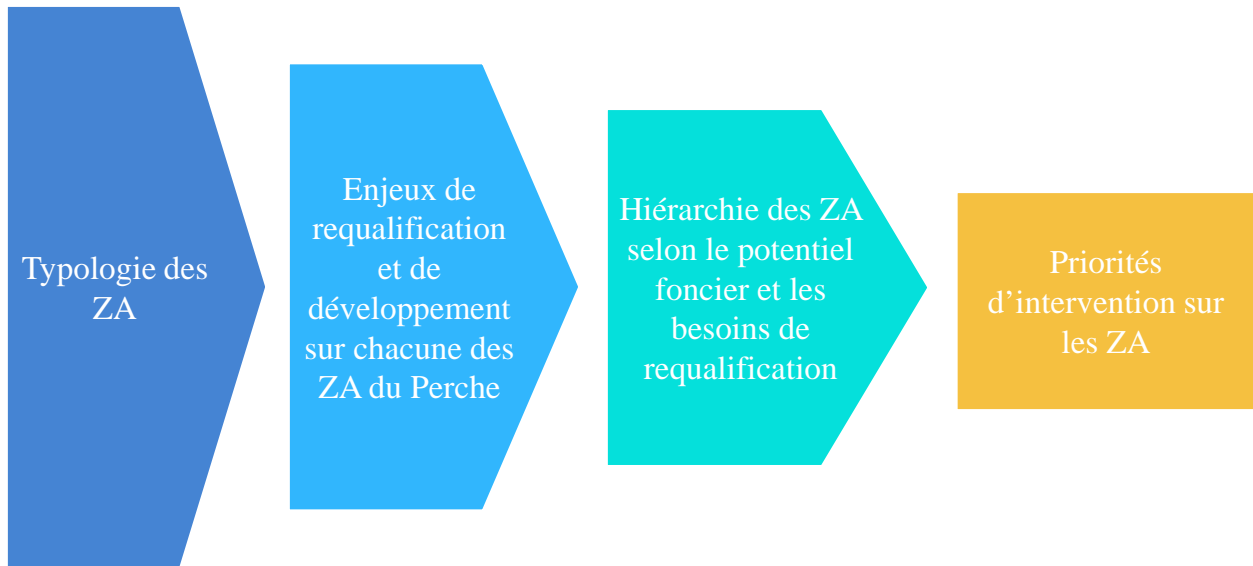 Typologie des
ZA
Enjeux de
requalification
et de
développement
sur chacune des
ZA du Perche
Hiérarchie des ZA
selon le potentiel
foncier et les
besoins de
requalification
Priorités
d’intervention sur
les ZA